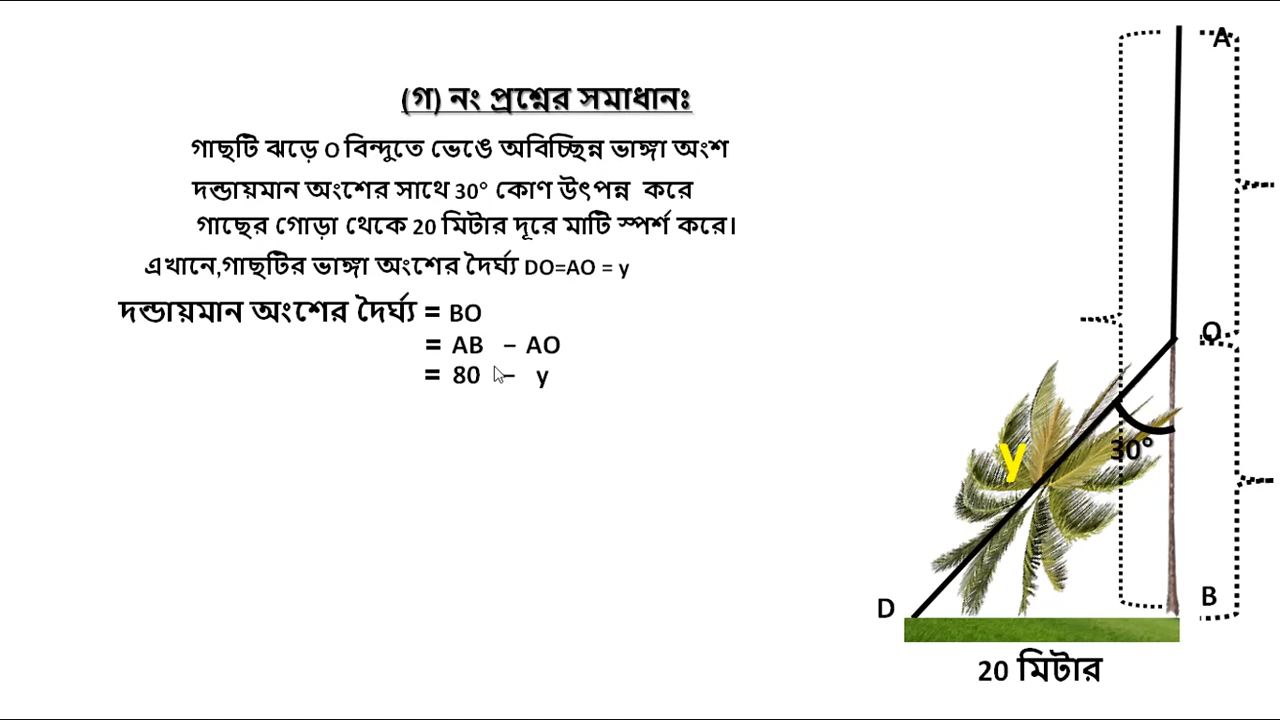 (গ) নং প্রশ্নের সমাধানঃ
গাছটি ঝড়ে O বিন্দুতে ভেঙে অবিচ্ছিন্ন ভাঙ্গা অংশ
দন্ডায়মান অংশের সাথে 30° কোণ উৎপন্ন করে
গাছের গোড়া থেকে 20 মিটার দূরে মাটি স্পর্শ করে।
এখানে,গাছটির ভাঙ্গা অংশের দৈর্ঘ্য DO=AO = y
দন্ডায়মান অংশের দৈর্ঘ্য = BO
= AB – AO
= 80 – y
A
O
30°
y
B
D
20 মিটার